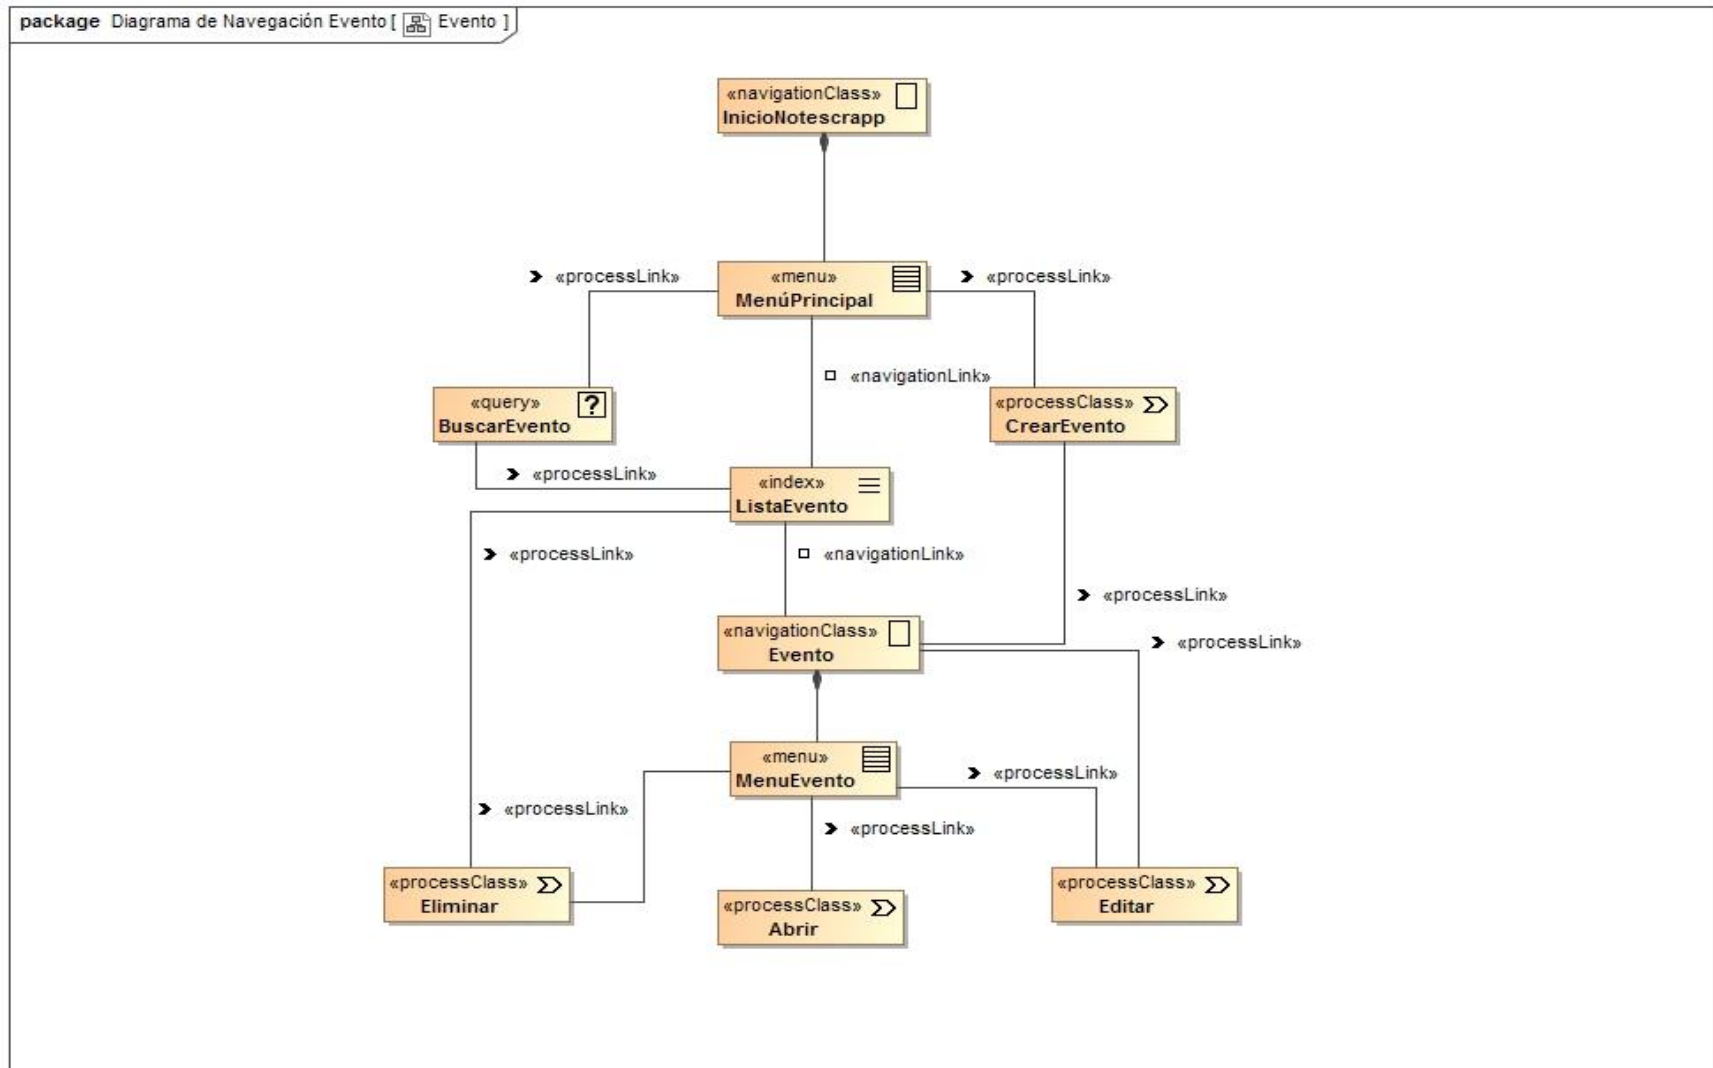 package Diagrama de Navegación Evento [ Evento ]
«navigationClass»
InicioNotescrapp
«processLink»
«menu»
MenúPrincipal
«processLink»
«navigationLink»
«query»
BuscarEvento
«processClass»
CrearEvento
«processLink»
«index»
ListaEvento
«processLink»
«navigationLink»
«processLink»
«navigationClass»
Evento
«processLink»
«menu»
MenuEvento
«processLink»
«processLink»
«processLink»
«processClass»
Eliminar
«processClass»
Abrir
«processClass»
Editar